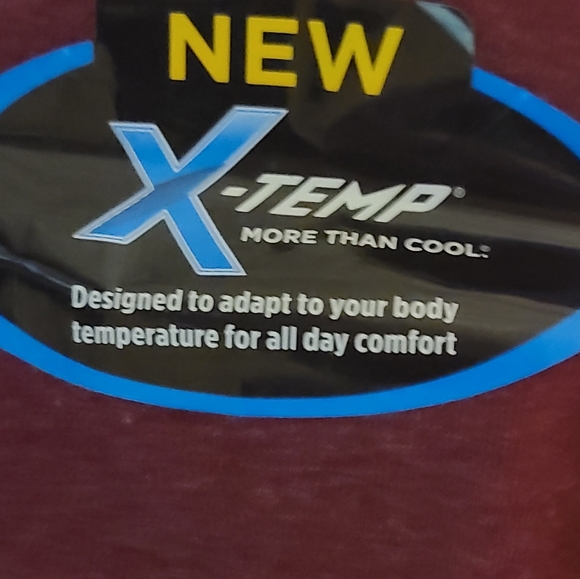 NEW
X-TEMP®
MORE THAN COOL.
Designed to adapt to your body
temperature for all day comfort